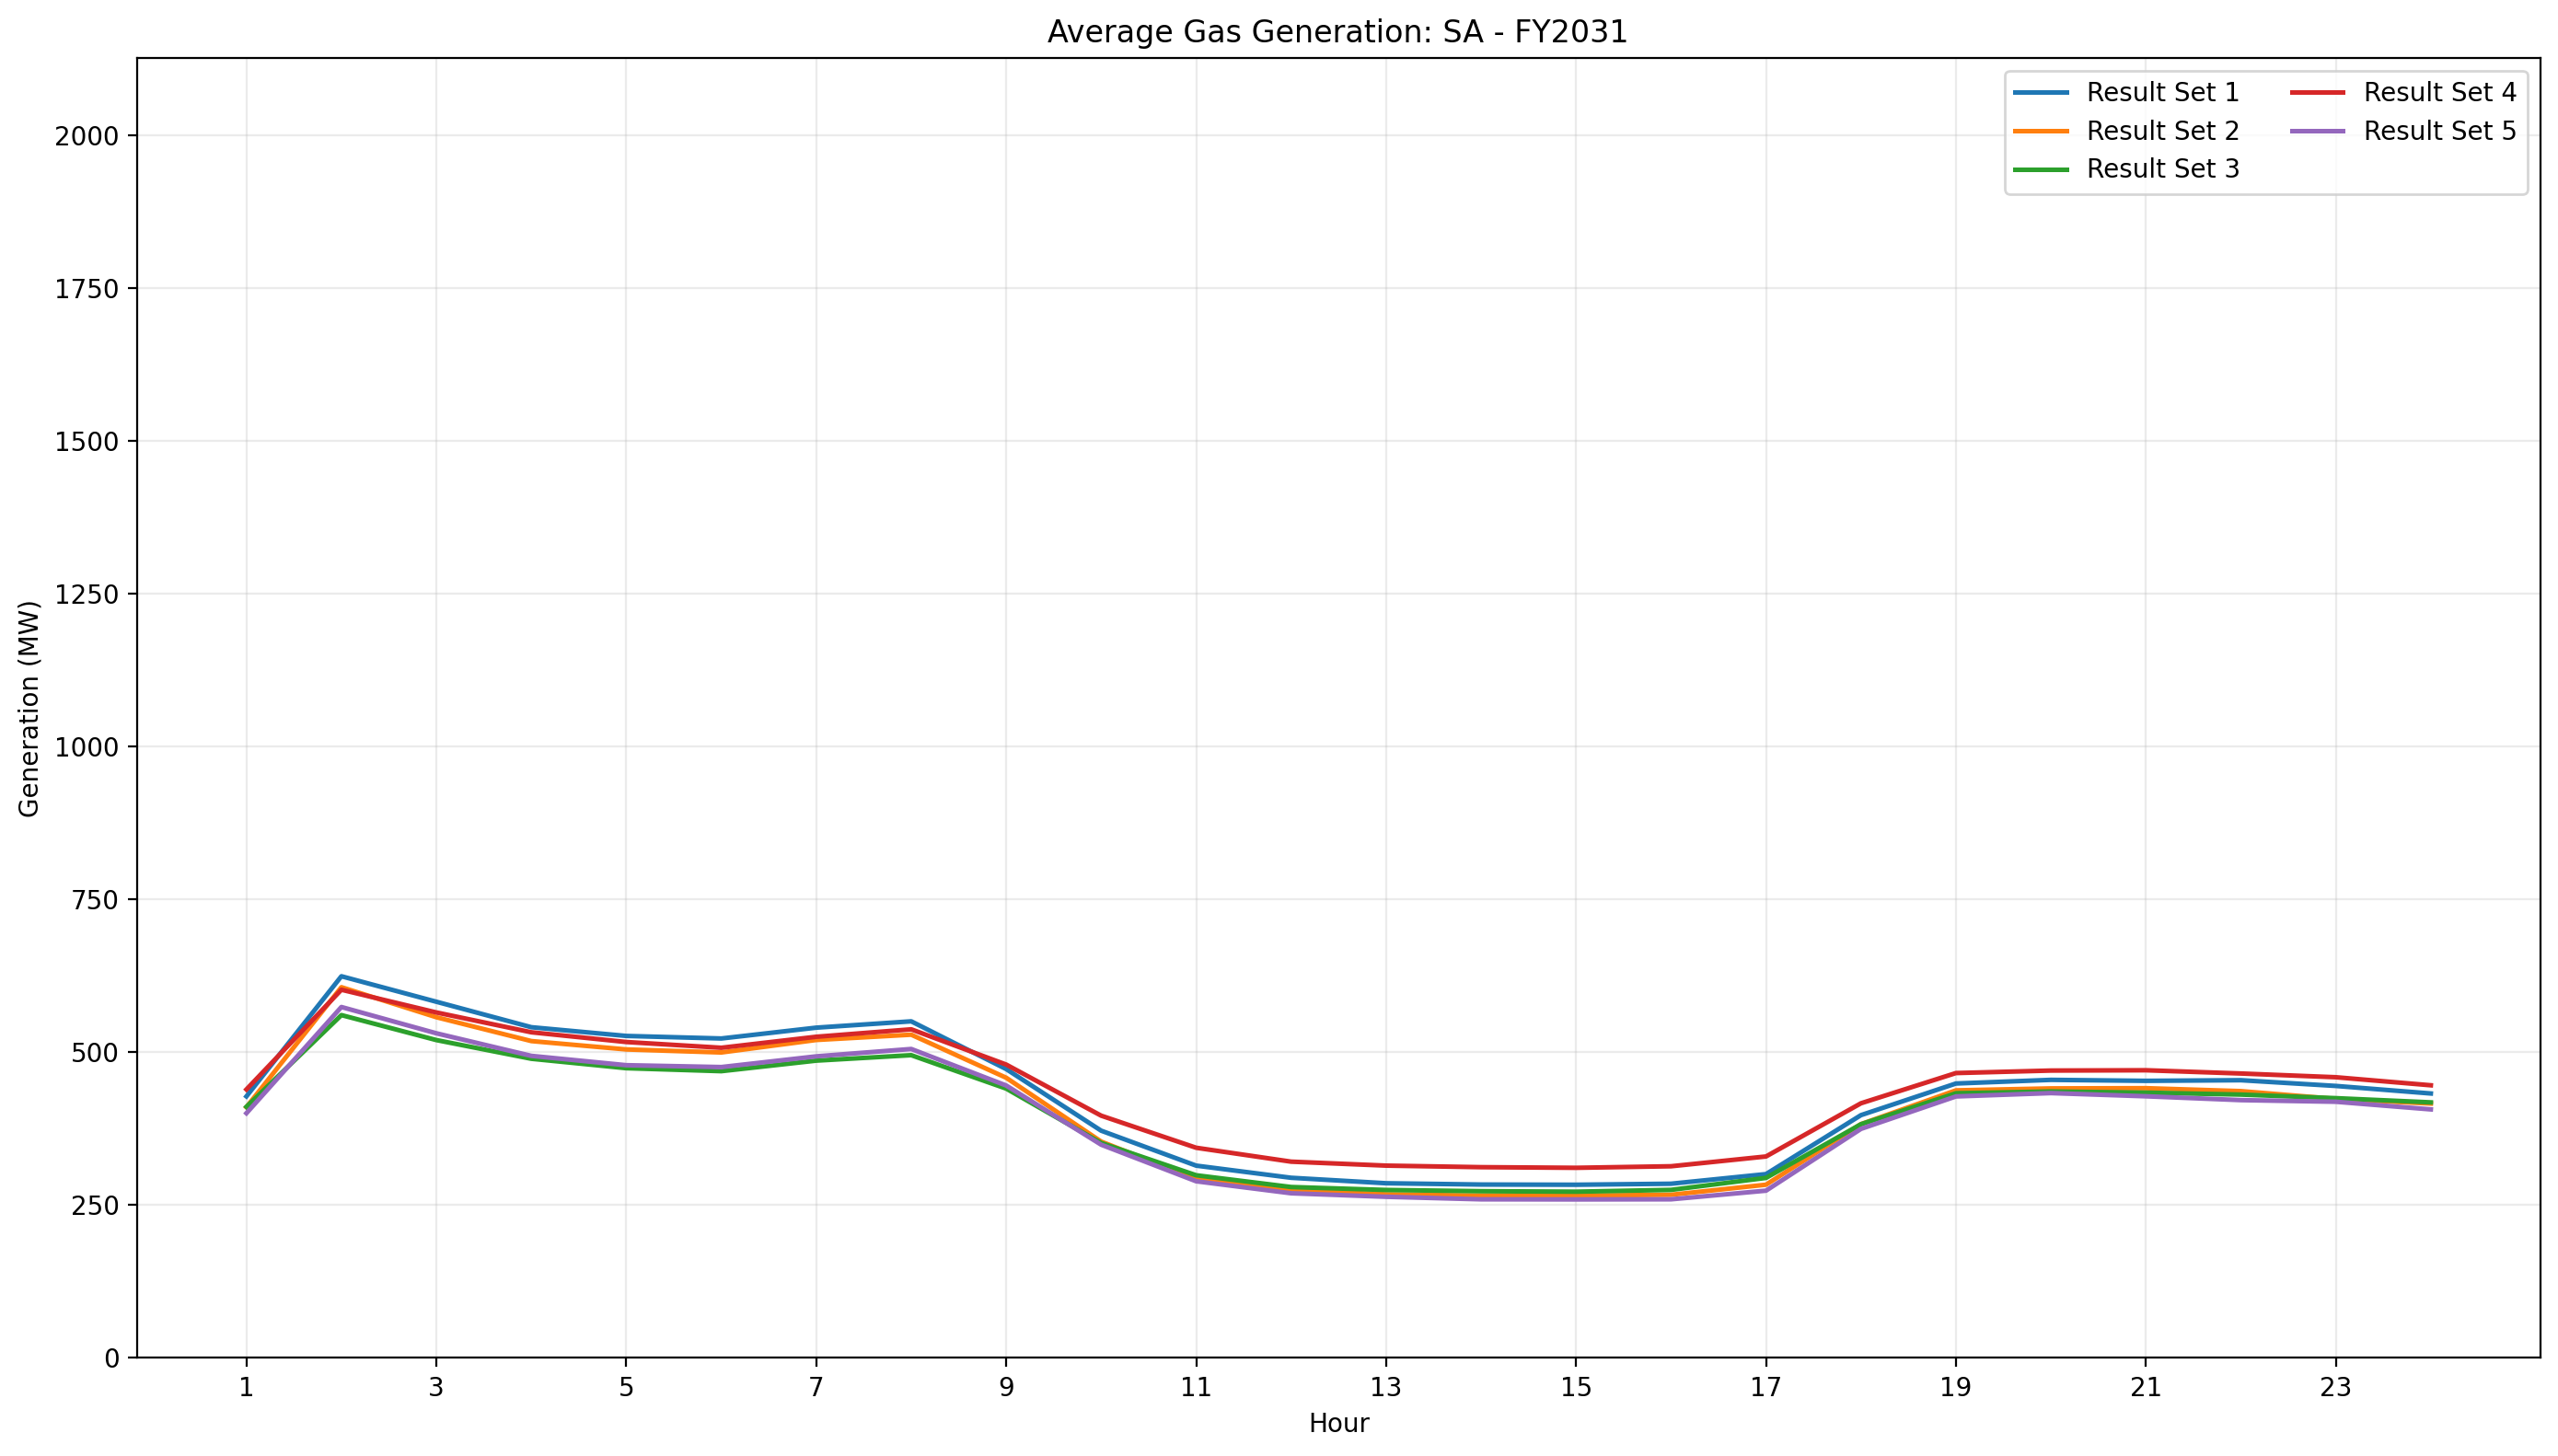 Average Gas Generation: SA - FY2031
Result Set 1
Result Set 2
Result Set 3
Result Set 4
Result Set 5
Generation (MW)
2000
1750
1500
1250
1000
750
500
250
0
1 3 5 7 9 11 13 15 17 19 21 23
Hour